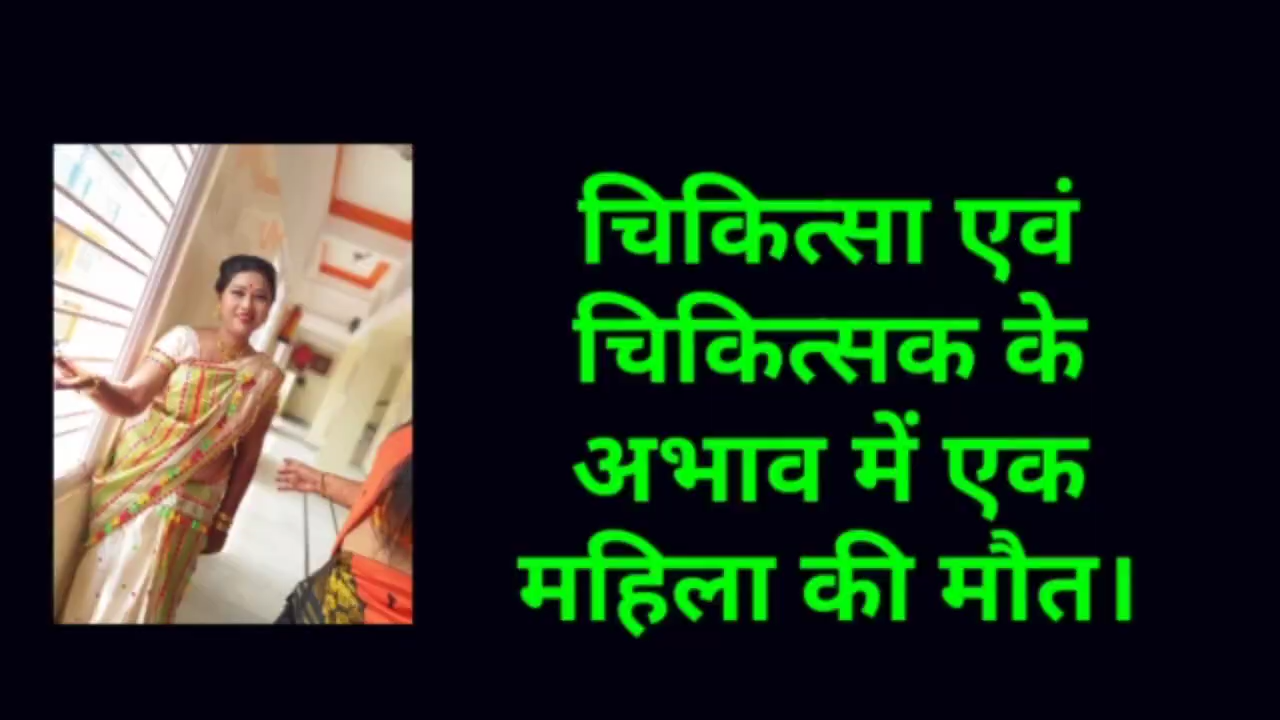 चिकित्सा एवं
चिकित्सक के
अभाव में एक
महिला की मौत।